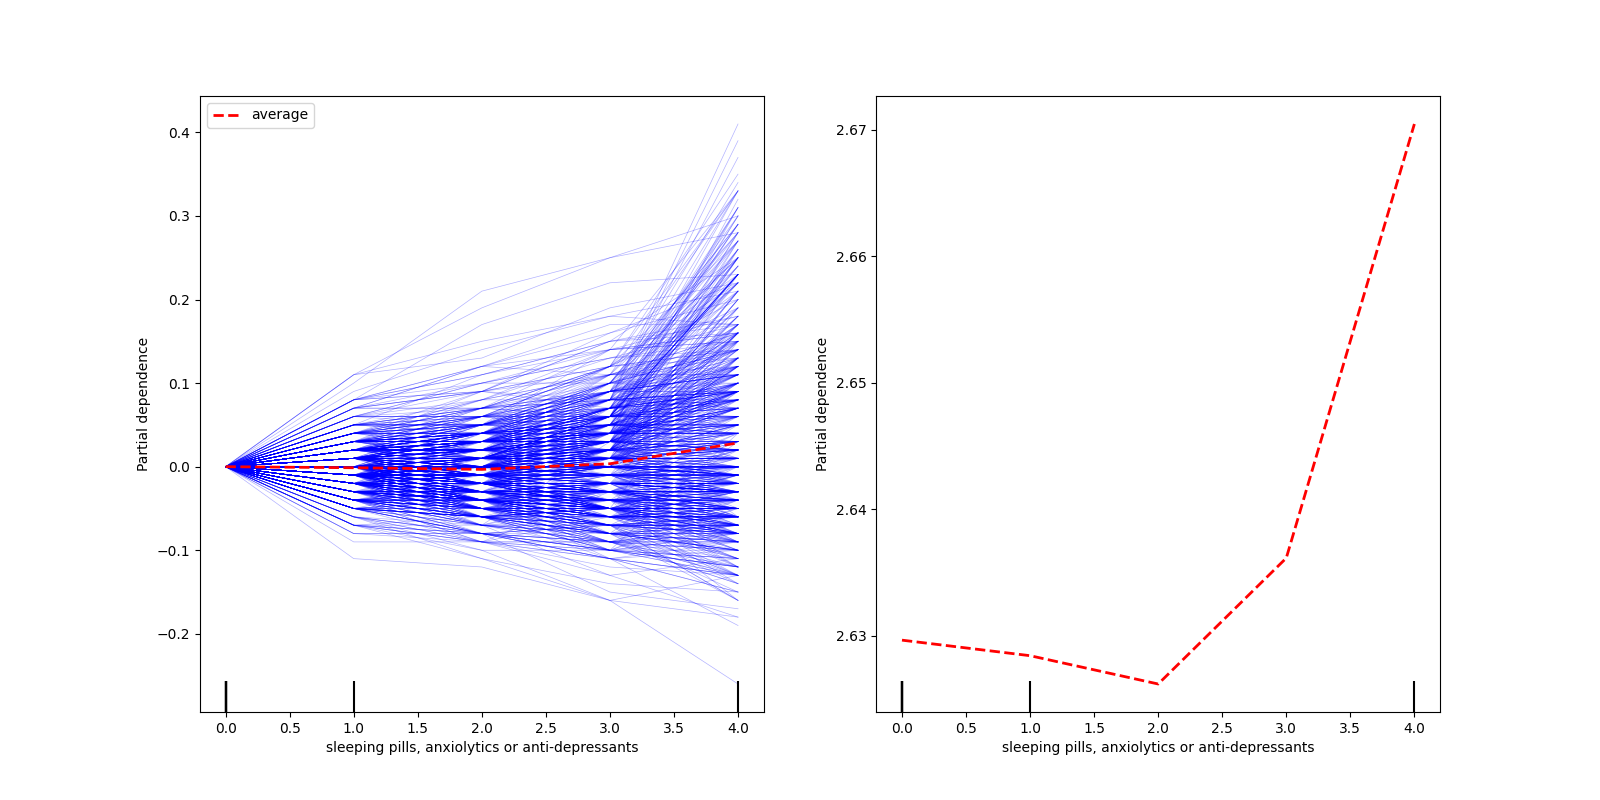 average
0.4
0.3
0.2
0.1
0.0
−0.1
−0.2
Partial dependence
0.0 0.5 1.0 1.5 2.0 2.5 3.0 3.5 4.0
sleeping pills, anxiolytics or anti-depressants
2.67
2.66
2.65
2.64
2.63
Partial dependence
0.0 0.5 1.0 1.5 2.0 2.5 3.0 3.5 4.0
sleeping pills, anxiolytics or anti-depressants